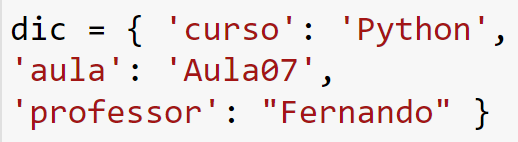 dic = { 'curso': 'Python',
'aula': 'Aula07',
'professor': "Fernando" }